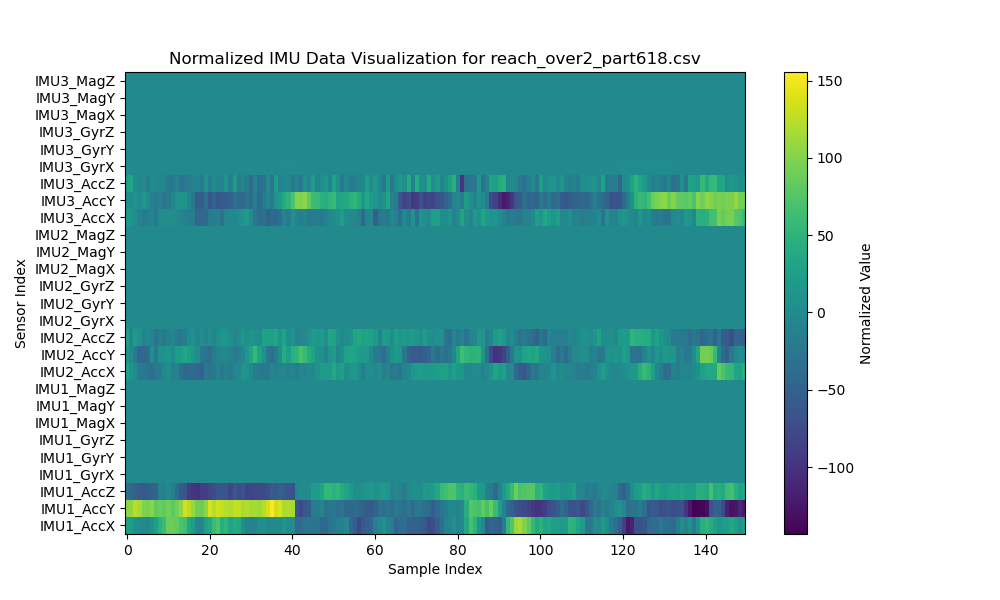 Normalized IMU Data Visualization for reach_over2_part618.csv
IMU3_MagZ
IMU3_MagY
IMU3_MagX
IMU3_GyrZ
IMU3_GyrY
IMU3_GyrX
IMU3_AccZ
IMU3_AccY
IMU3_AccX
IMU2_MagZ
IMU2_MagY
IMU2_MagX
IMU2_GyrZ
IMU2_GyrY
IMU2_GyrX
IMU2_AccZ
IMU2_AccY
IMU2_AccX
IMU1_MagZ
IMU1_MagY
IMU1_MagX
IMU1_GyrZ
IMU1_GyrY
IMU1_GyrX
IMU1_AccZ
IMU1_AccY
IMU1_AccX
Sensor Index
0 20 40 60 80 100 120 140
Sample Index
150
100
50
0
−50
−100
Normalized Value